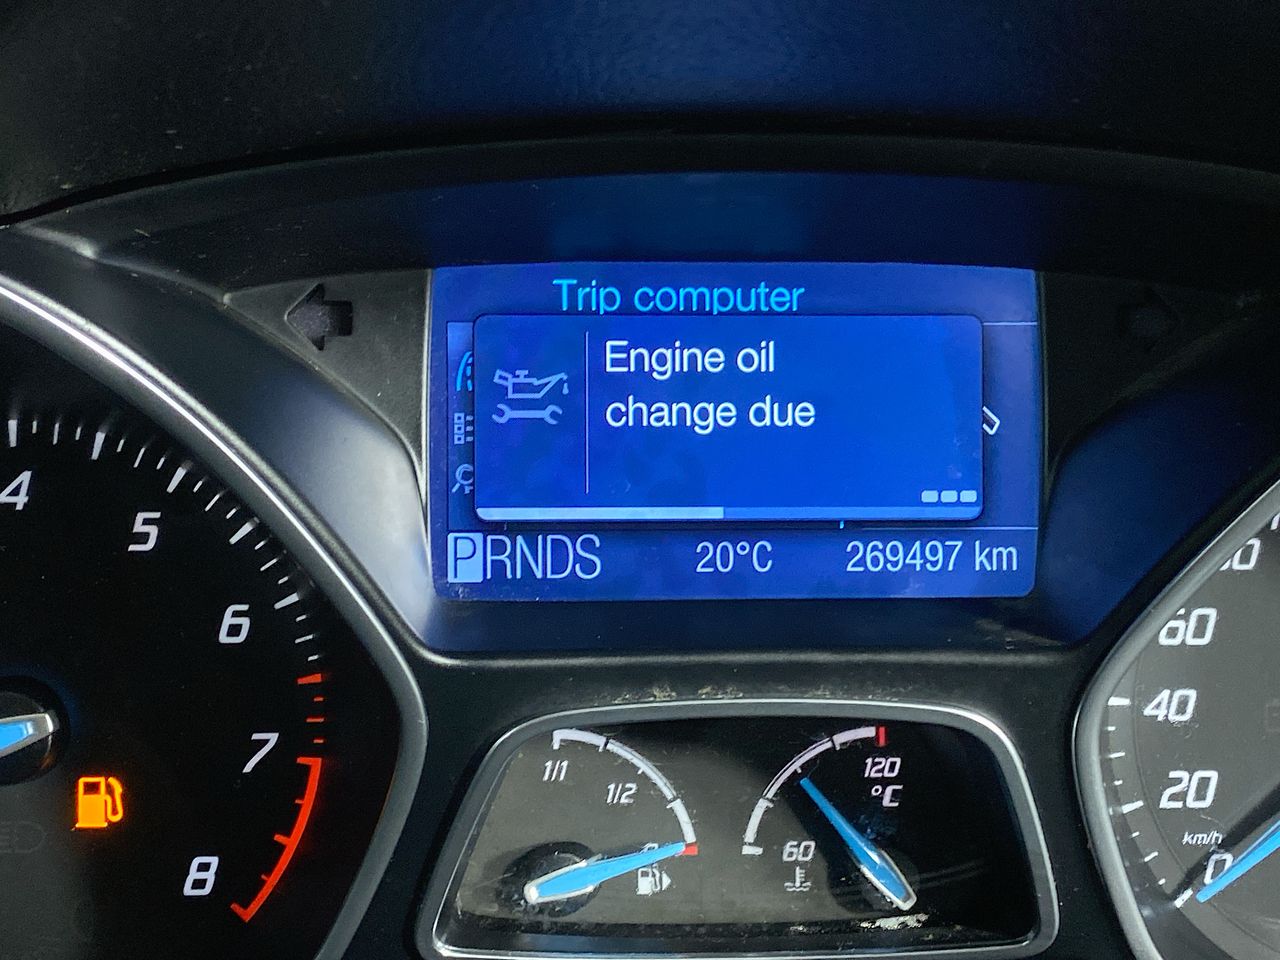 Trip computer
Engine oil
change due
PRNDS 20°C 269497 km
4
5
6
7
8
1/1
1/2
120
°C
60
60
40
20
km/h
0